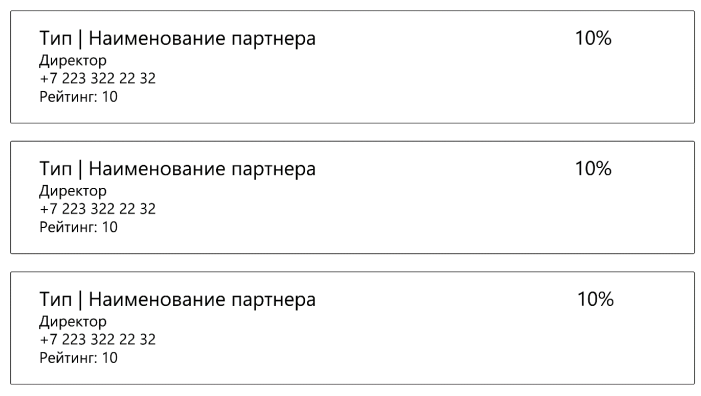 Тип | Наименование партнера 10%
Директор
+7 223 322 22 32
Рейтинг: 10
Тип | Наименование партнера 10%
Директор
+7 223 322 22 32
Рейтинг: 10
Тип | Наименование партнера 10%
Директор
+7 223 322 22 32
Рейтинг: 10